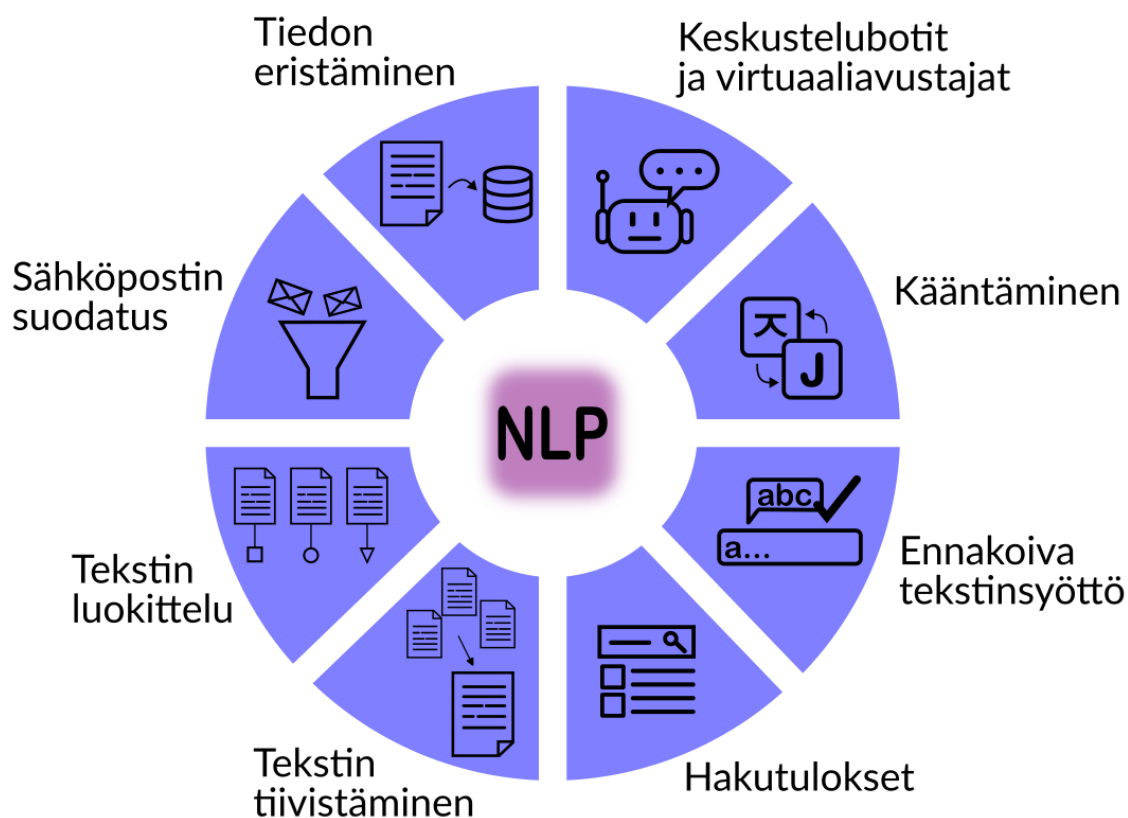 Tiedon
eristäminen
Keskustelubotit
ja virtuaaliavustajat
Sähköpostin
suodatus
Kääntäminen
ㅈ
J
NLP
abc
a...
Ennakoiva
tekstinsyöttö
Tekstin
luokittelu
Tekstin
tiivistäminen
Hakutulokset